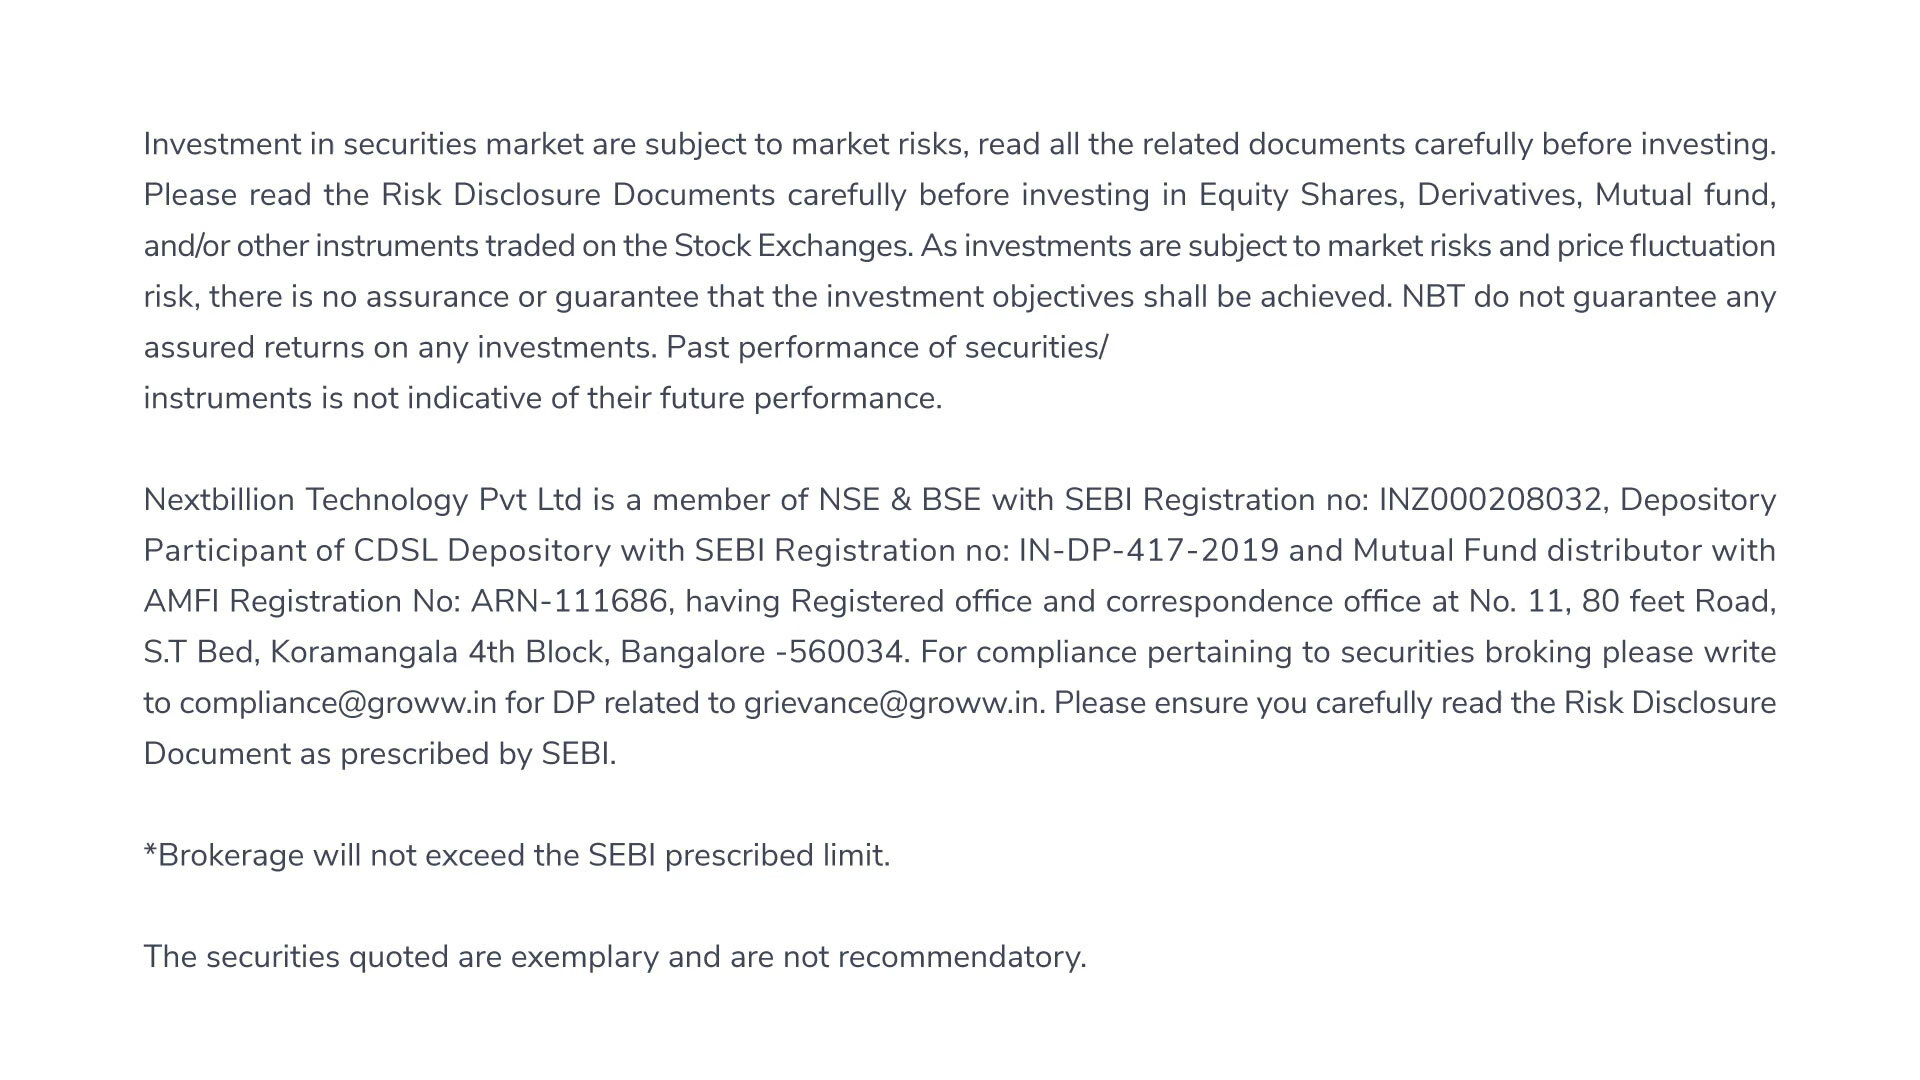 Investment in securities market are subject to market risks, read all the related documents carefully before investing.
Please read the Risk Disclosure Documents carefully before investing in Equity Shares, Derivatives, Mutual fund,
and/or other instruments traded on the Stock Exchanges. As investments are subject to market risks and price fluctuation
risk, there is no assurance or guarantee that the investment objectives shall be achieved. NBT do not guarantee any
assured returns on any investments. Past performance of securities/
instruments is not indicative of their future performance.
Nextbillion Technology Pvt Ltd is a member of NSE & BSE with SEBI Registration no: INZ000208032, Depository
Participant of CDSL Depository with SEBI Registration no: IN-DP-417-2019 and Mutual Fund distributor with
AMFI Registration No: ARN-111686, having Registered office and correspondence office at No. 11, 80 feet Road,
S.T Bed, Koramangala 4th Block, Bangalore -560034. For compliance pertaining to securities broking please write
to compliance@groww.in for DP related to grievance@groww.in. Please ensure you carefully read the Risk Disclosure
Document as prescribed by SEBI.
*Brokerage will not exceed the SEBI prescribed limit.
The securities quoted are exemplary and are not recommendatory.